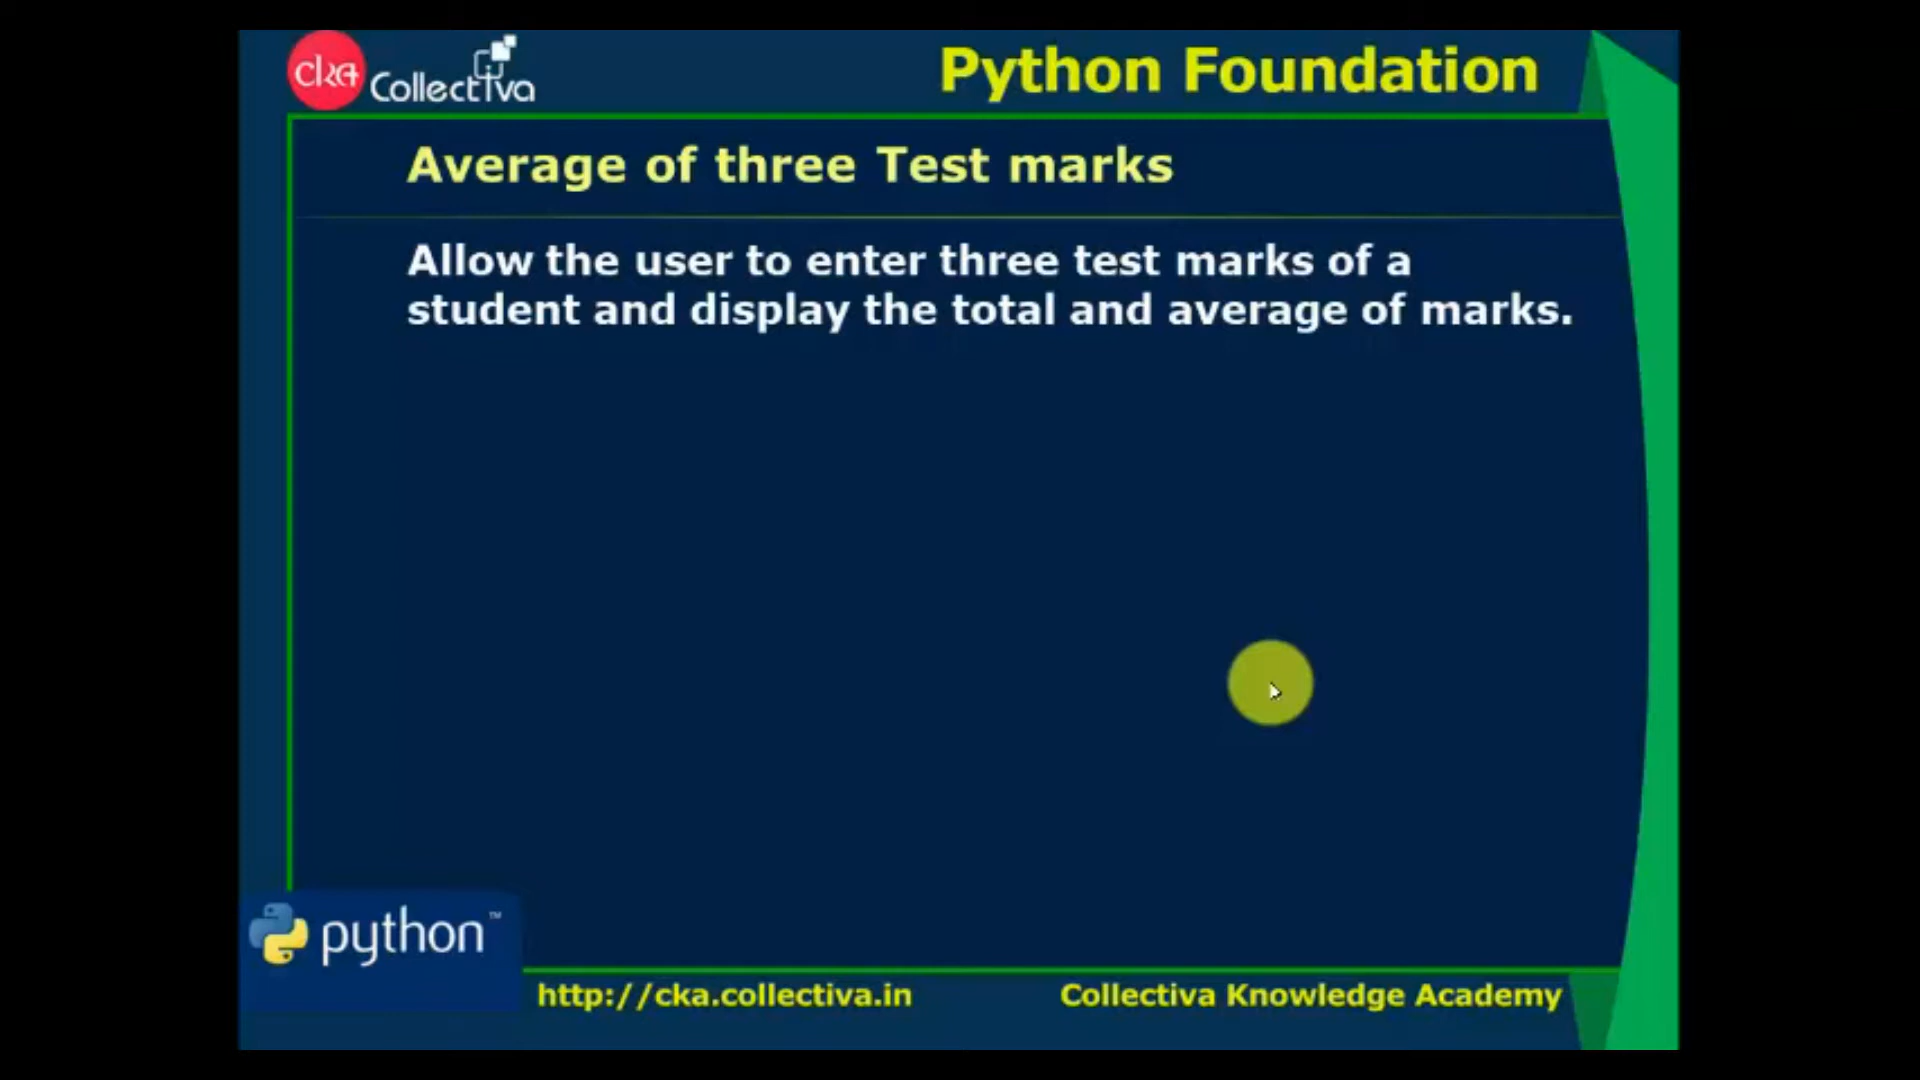 cka Collectiva
Python Foundation
Average of three Test marks
Allow the user to enter three test marks of a
student and display the total and average of marks.
python™
http://cka.collectiva.in
Collectiva Knowledge Academy